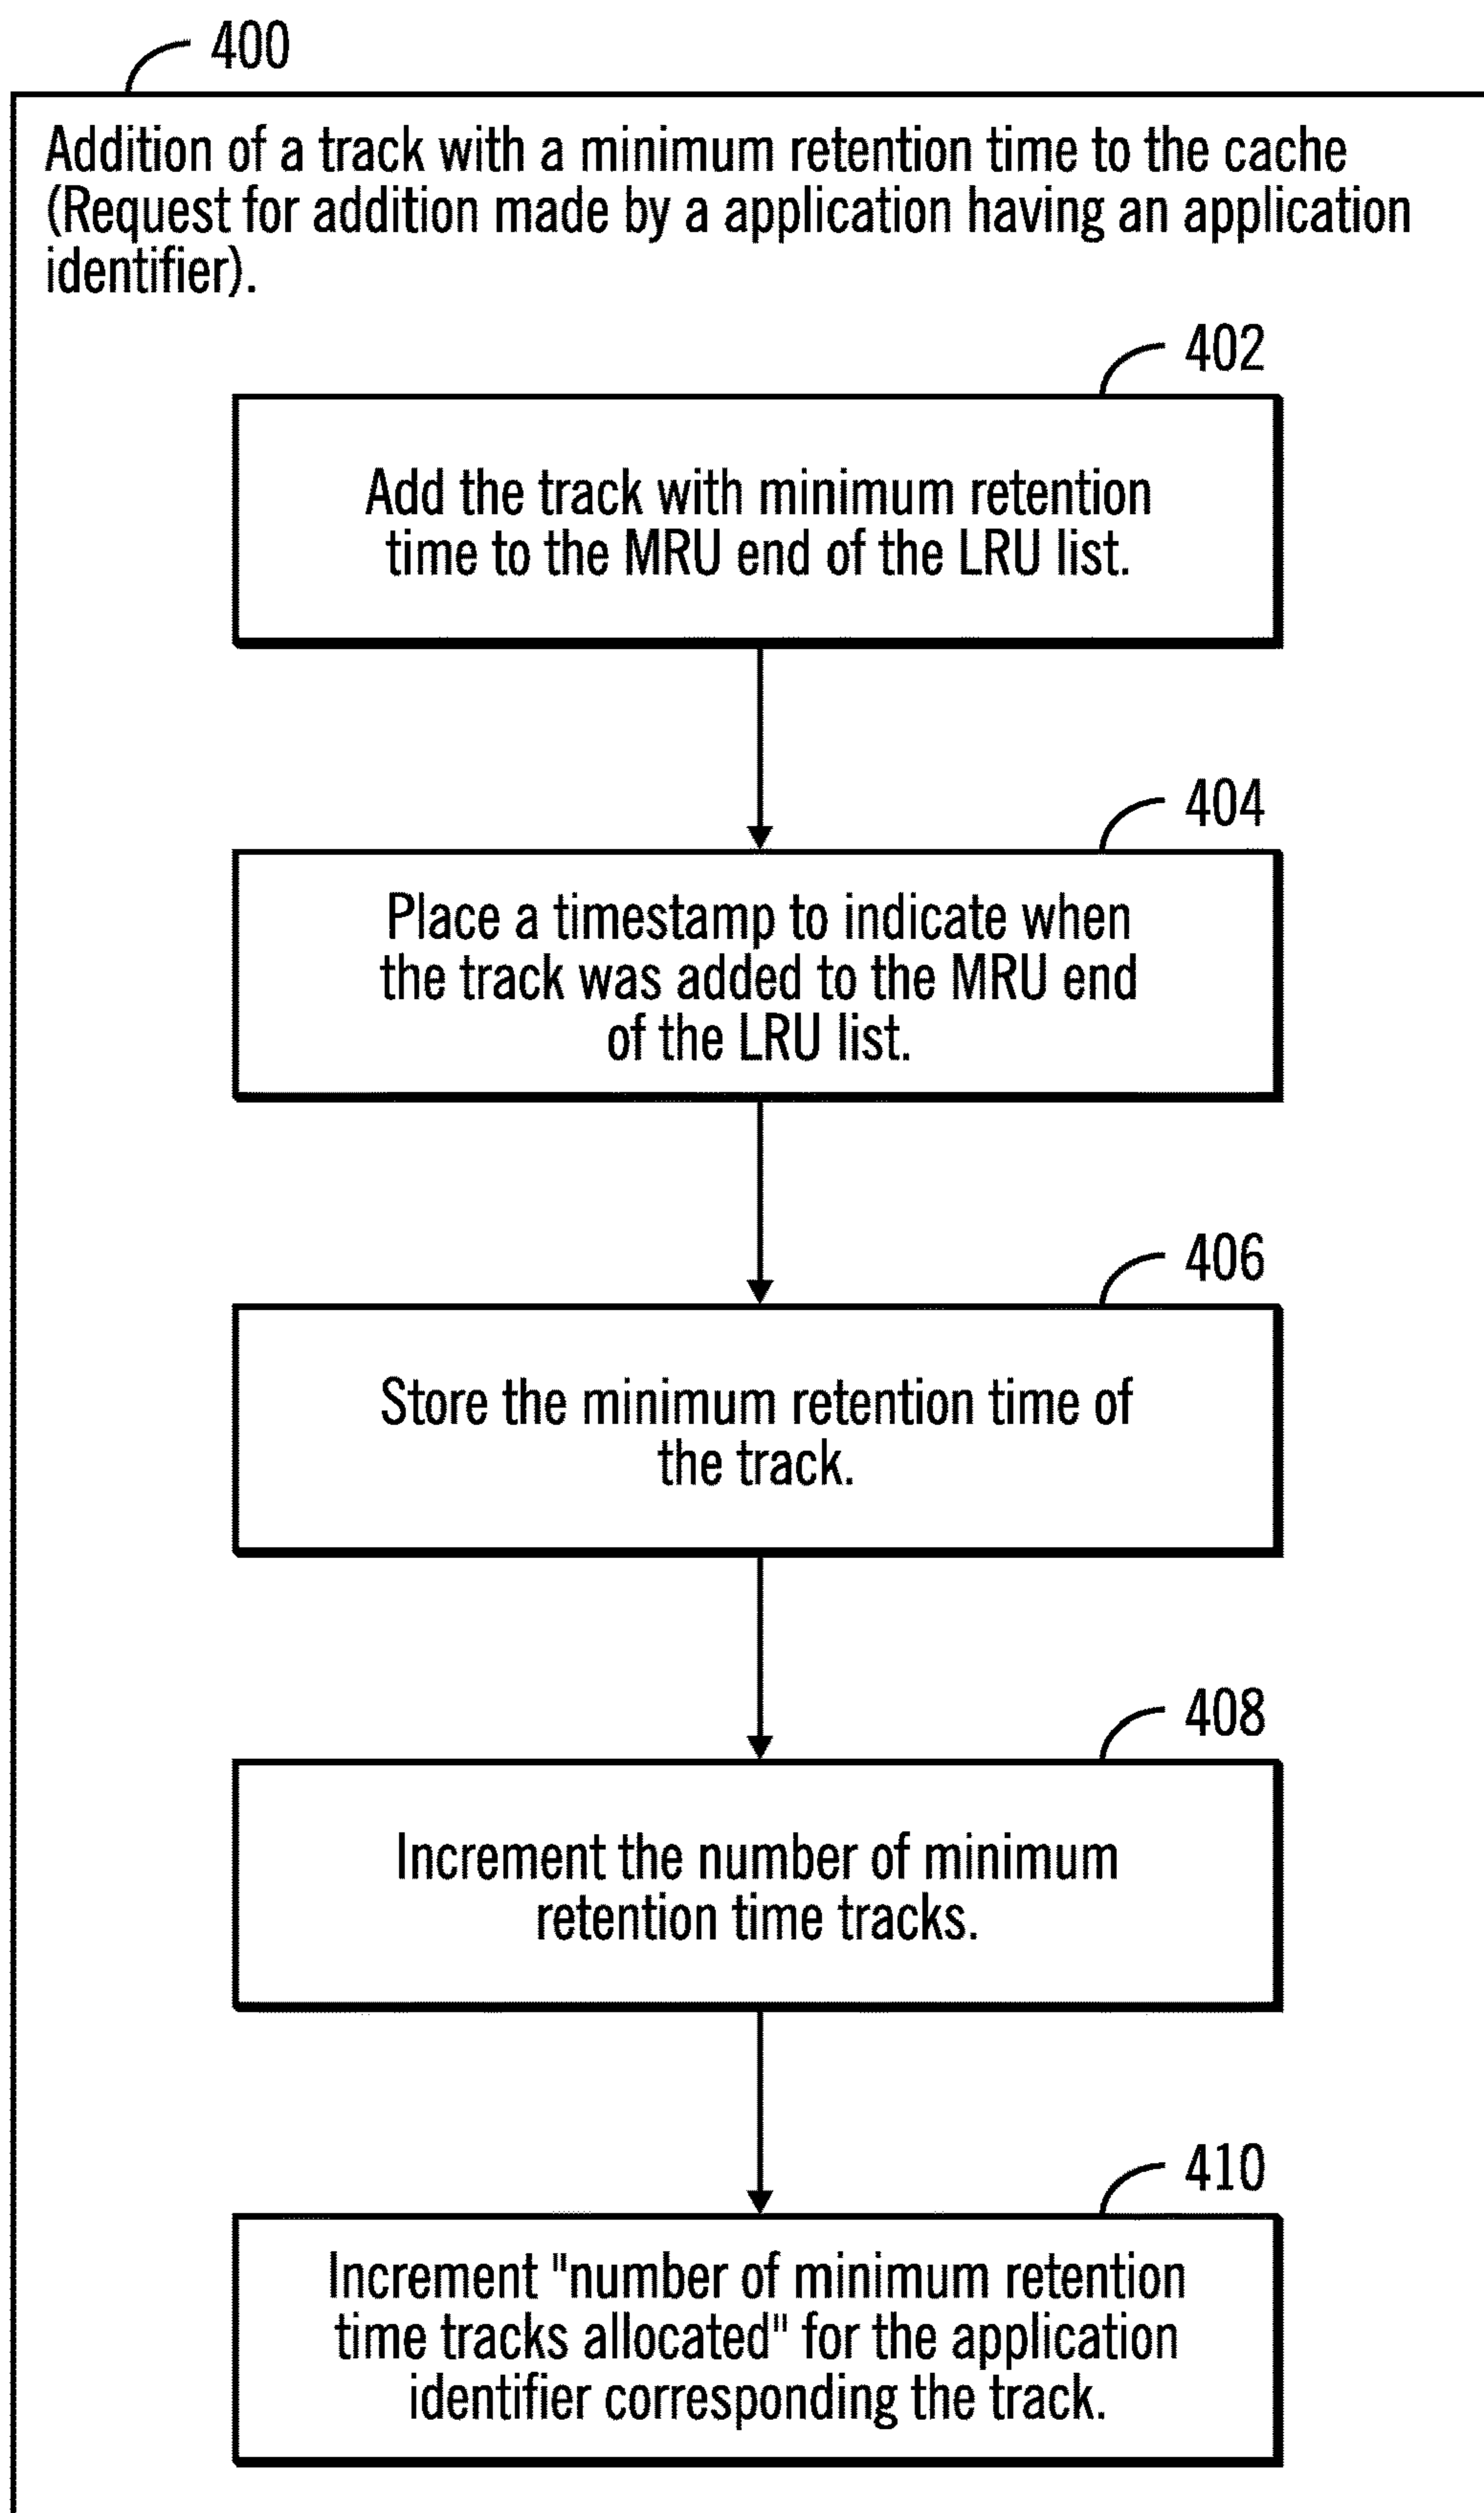 400
Addition of a track with a minimum retention time to the cache
(Request for addition made by a application having an application
identifier).
402
Add the track with minimum retention
time to the MRU end of the LRU list.
404
Place a timestamp to indicate when
the track was added to the MRU end
of the LRU list.
406
Store the minimum retention time of
the track.
408
Increment the number of minimum
retention time tracks.
410
Increment "number of minimum retention
time tracks allocated" for the application
identifier corresponding the track.